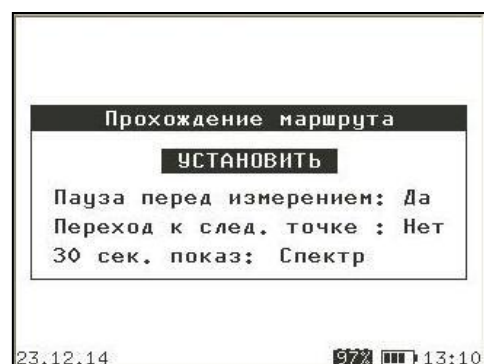 Прохождение маршрута
УСТАНОВИТЬ
Пауза перед измерением: Да
Переход к след. точке : Нет
30 сек. показ: Спектр
23.12.14 97% 13:10